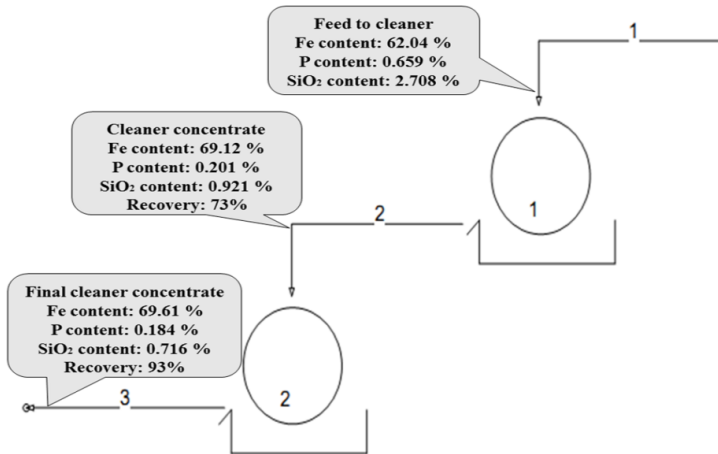 Feed to cleaner
Fe content: 62.04 %
P content: 0.659 %
SiO₂ content: 2.708 %
1
Cleaner concentrate
Fe content: 69.12 %
P content: 0.201 %
SiO₂ content: 0.921 %
Recovery: 73%
2
1
Final cleaner concentrate
Fe content: 69.61 %
P content: 0.184 %
SiO₂ content: 0.716 %
Recovery: 93%
3
2